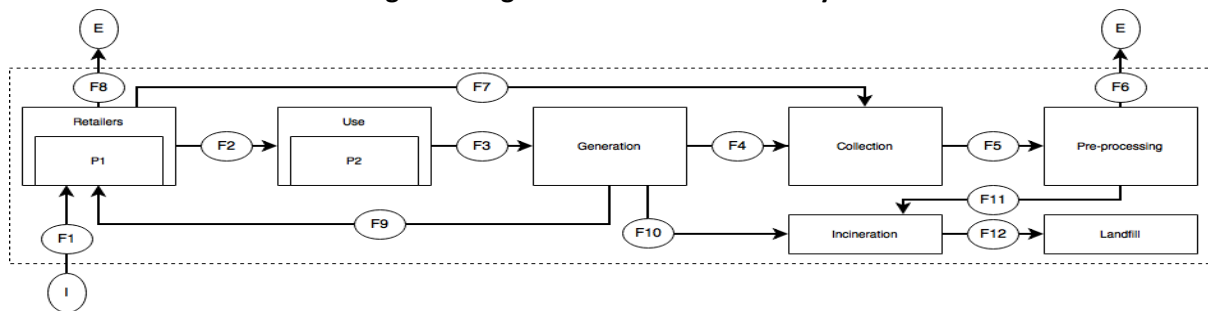 E
E
F8
F7
F6
Retailers
Use
P1
F2
P2
F3
Generation
F4
Collection
F5
Pre-processing
F11
F9
F1
F10
Incineration
F12
Landfill
I